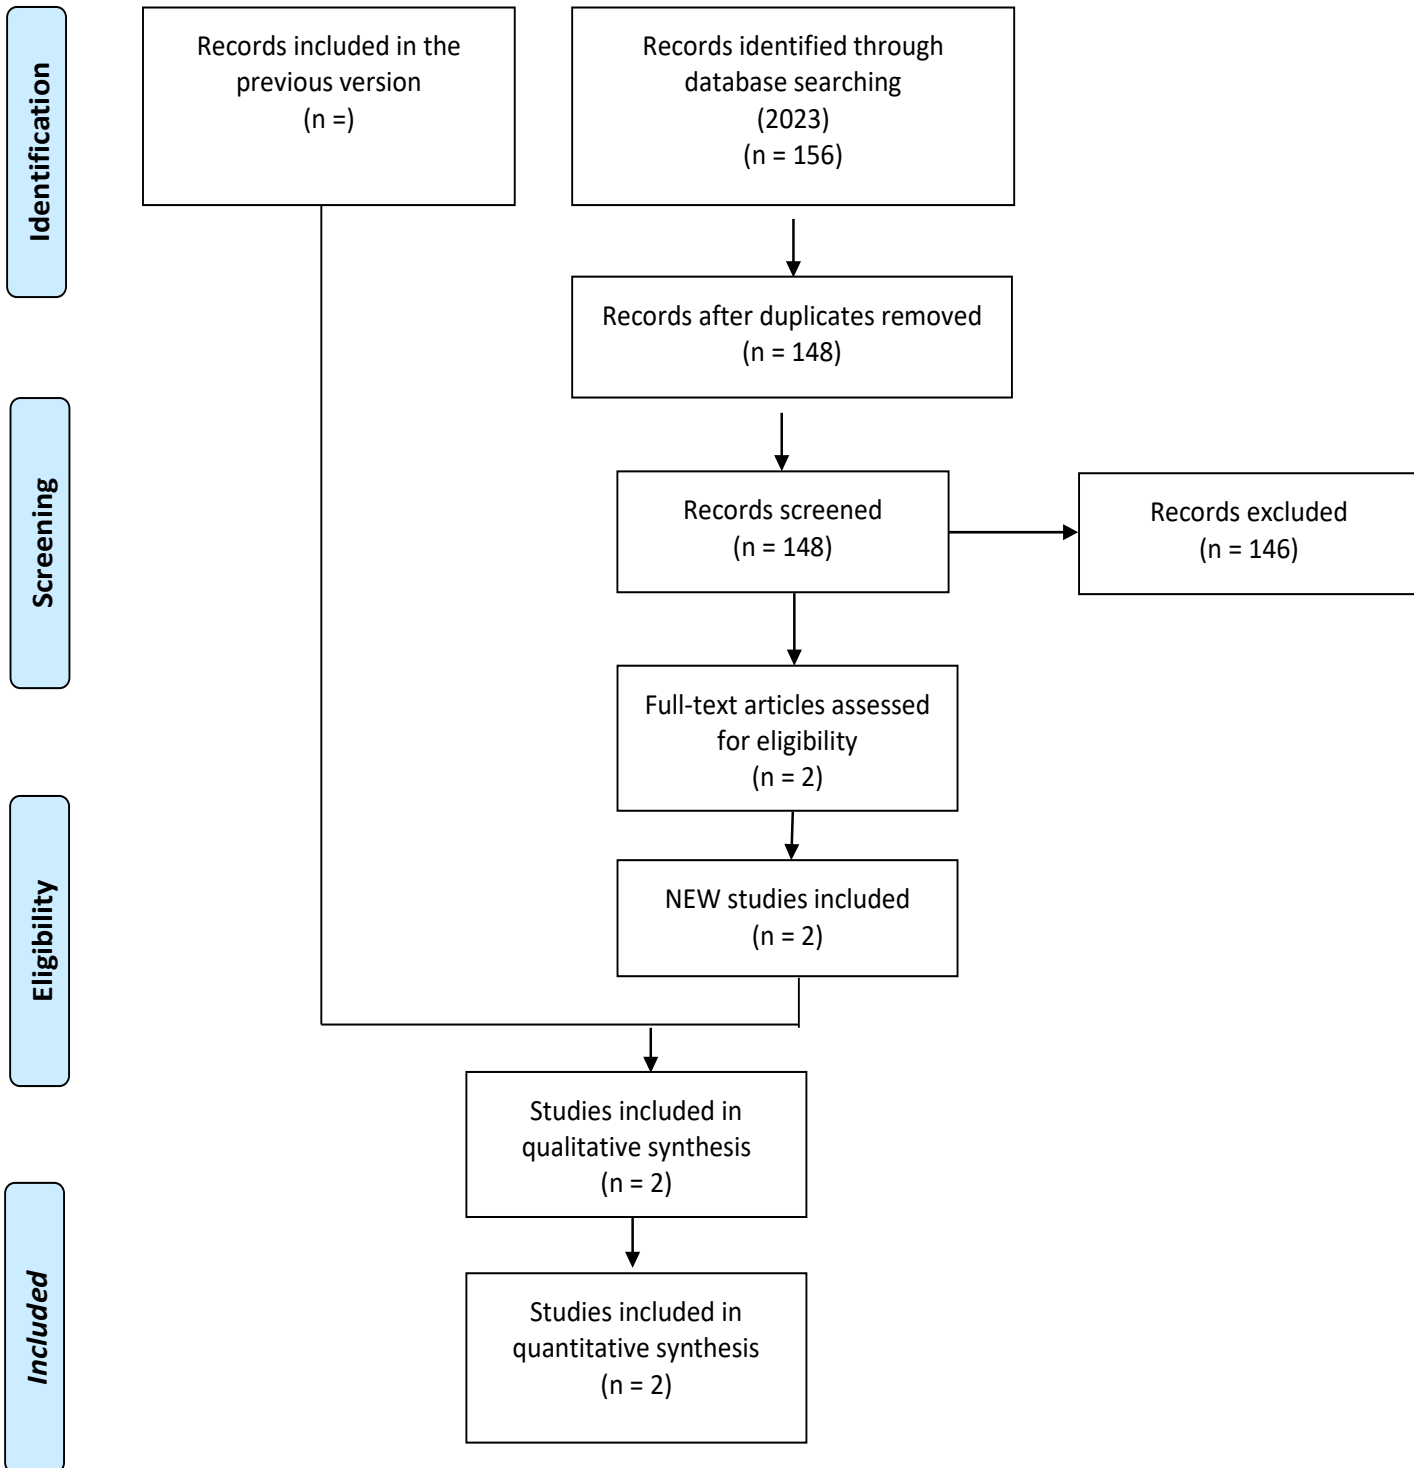 Identification
Records included in the
previous version
(n =)
Records identified through
database searching
(2023)
(n = 156)
Records after duplicates removed
(n = 148)
Screening
Records screened
(n = 148)
Records excluded
(n = 146)
Full-text articles assessed
for eligibility
(n = 2)
Eligibility
NEW studies included
(n = 2)
Studies included in
qualitative synthesis
(n = 2)
Included
Studies included in
quantitative synthesis
(n = 2)